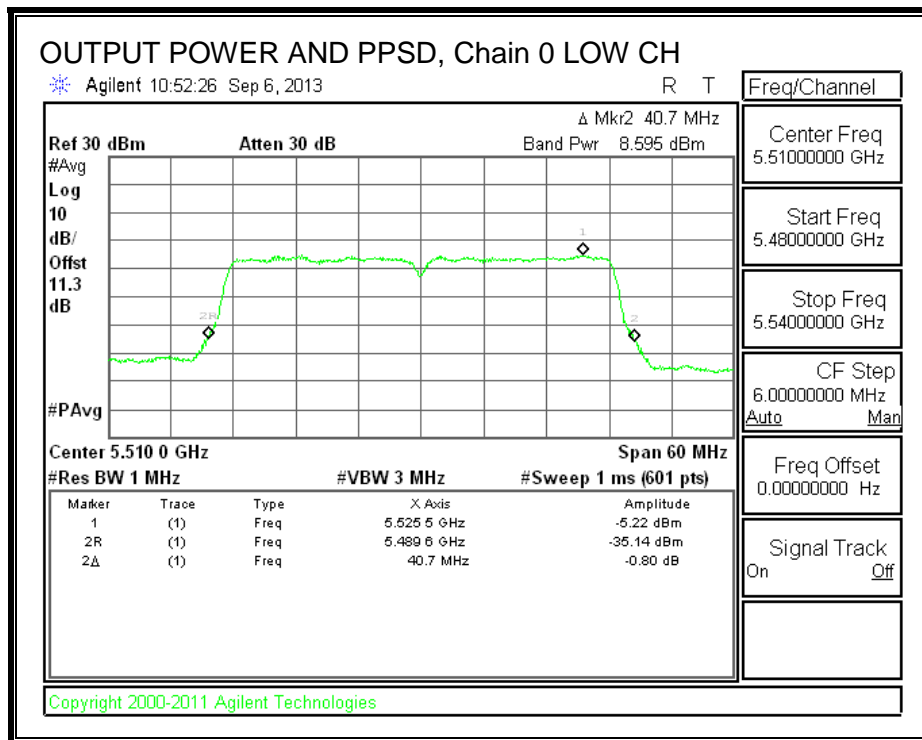 OUTPUT POWER AND PPSD, Chain 0 LOW CH
Agilent 10:52:26 Sep 6, 2013 R T
Freq/Channel
Δ Mkr2 40.7 MHz
Ref 30 dBm Atten 30 dB Band Pwr 8.595 dBm
#Avg
Log
10
dB/
Offst
11.3
dB
#PAvg
1
2R
2
Center 5.510 0 GHz Span 60 MHz
#Res BW 1 MHz #VBW 3 MHz #Sweep 1 ms (601 pts)
Marker Trace Type X Axis Amplitude
1 (1) Freq 5.525 5 GHz -5.22 dBm
2R (1) Freq 5.489 6 GHz -35.14 dBm
2Δ (1) Freq 40.7 MHz -0.80 dB
Center Freq
5.51000000 GHz
Start Freq
5.48000000 GHz
Stop Freq
5.54000000 GHz
CF Step
6.00000000 MHz
Auto Man
Freq Offset
0.00000000 Hz
Signal Track
On Off
Copyright 2000-2011 Agilent Technologies